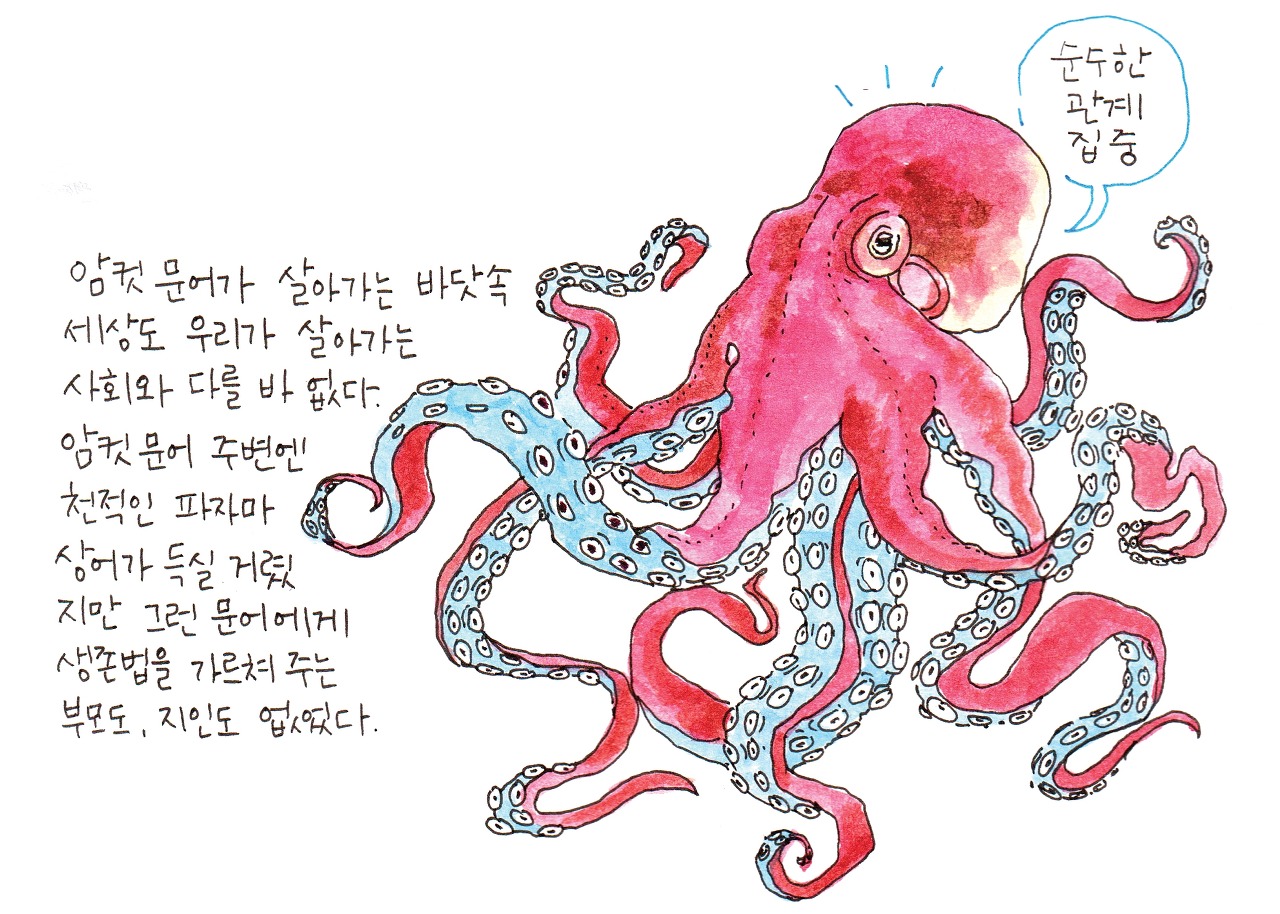 암컷 문어가 살아가는 바닷속
세상도 우리가 살아가는
사회와 다를 바 없다.
암컷 문어 주변엔
천적인 파자마
상어가 득실 거렸
지만 그런 문어에게
생존법을 가르쳐 주는
부모도, 지인도 없었다.
순수한
관계
집중